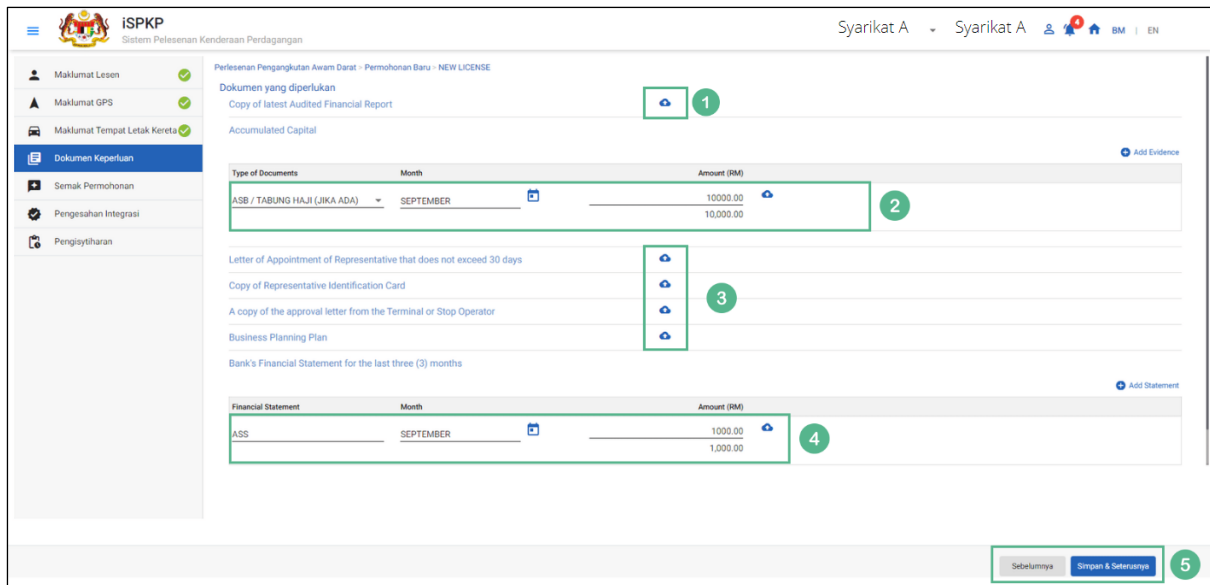 iSPKP
Sistem Pelesenan Kenderaan Perdagangan
Syarikat A Syarikat A 4 BM | EN
Maklumat Lesen
Maklumat GPS
Maklumat Tempat Letak Kereta
Dokumen Keperluan
Semak Permohonan
Pengesahan Integrasi
Pengisytiharan
Perlesenan Pengangkutan Awam Darat > Permohonan Baru > NEW LICENSE
Dokumen yang diperlukan
Copy of latest Audited Financial Report 1
Accumulated Capital
Add Evidence
Type of Documents Month Amount (RM)
ASB / TABUNG HAJI (JIKA ADA) SEPTEMBER 10000.00 2
10,000.00
Letter of Appointment of Representative that does not exceed 30 days
Copy of Representative Identification Card
3
A copy of the approval letter from the Terminal or Stop Operator
Business Planning Plan
Bank's Financial Statement for the last three (3) months
Add Statement
Financial Statement Month Amount (RM)
ASS SEPTEMBER 1000.00 4
1,000.00
Sebelumnya Simpan & Seterusnya 5